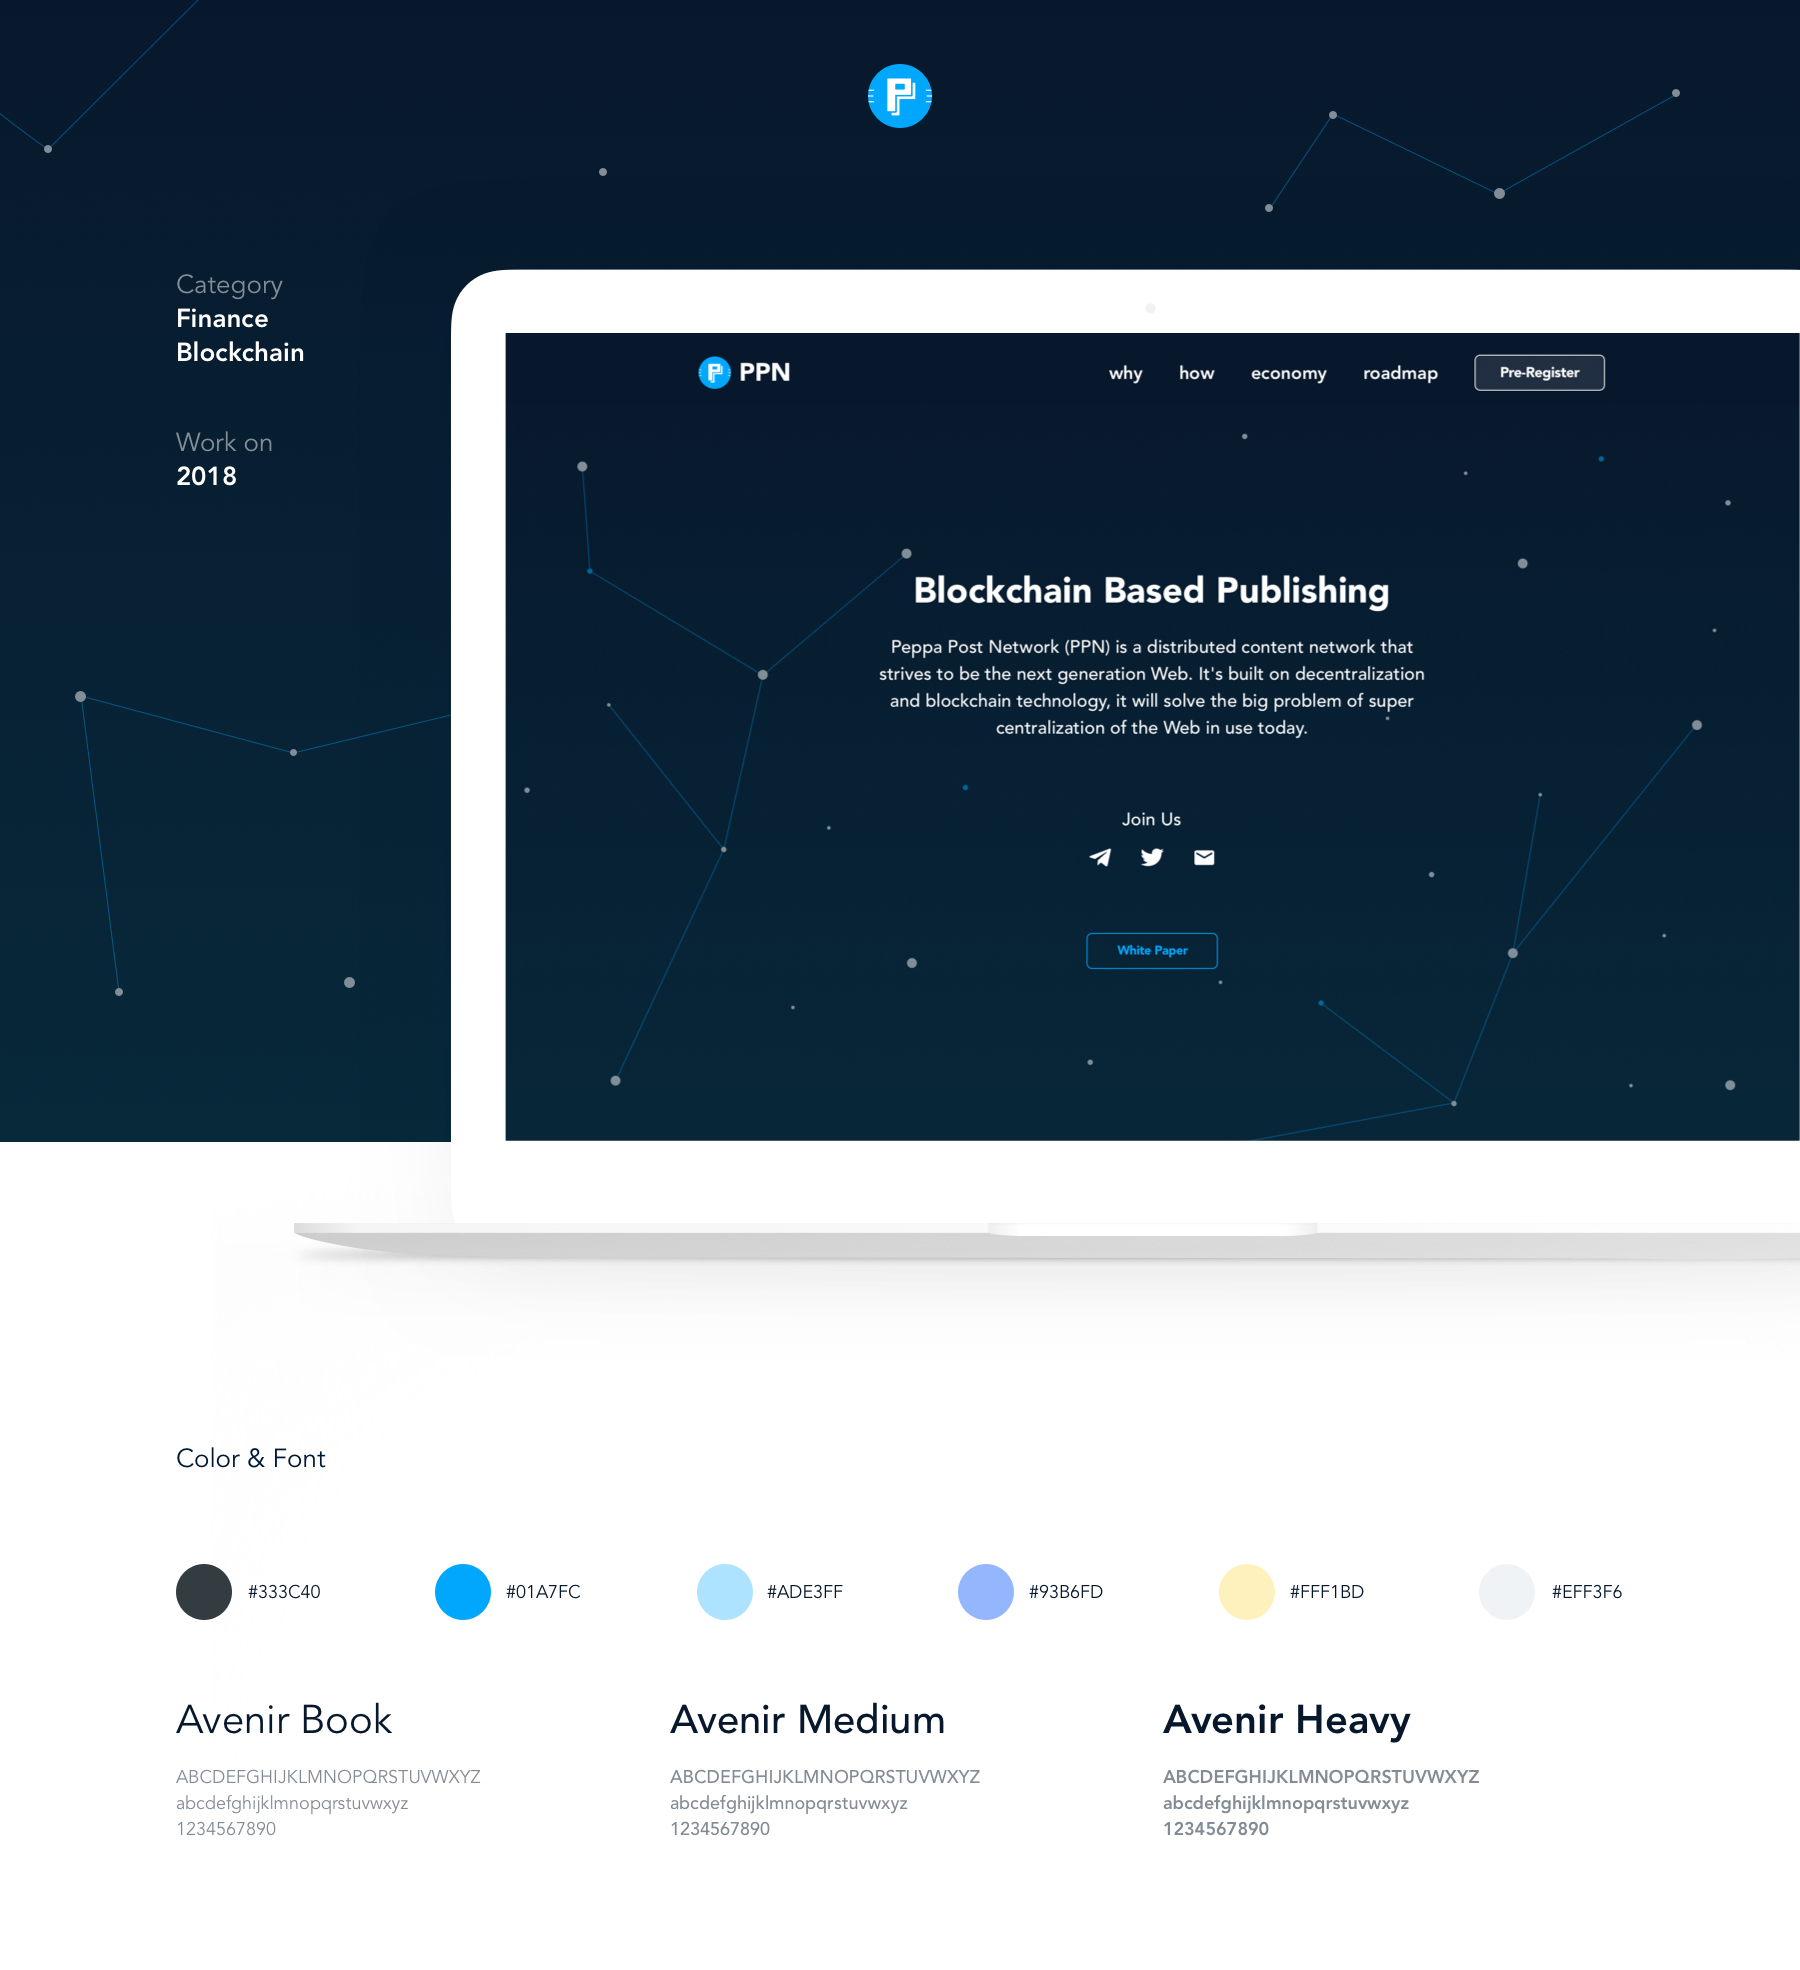 Category
Finance
Blockchain
Work on
2018
PPN
why how economy roadmap Pre-Register
Blockchain Based Publishing
Peppa Post Network (PPN) is a distributed content network that
strives to be the next generation Web. It's built on decentralization
and blockchain technology, it will solve the big problem of super
centralization of the Web in use today.
Join Us
White Paper
Color & Font
#333C40 #01A7FC #ADE3FF #93B6FD #FFF1BD #EFF3F6
Avenir Book
ABCDEFGHIJKLMNOPQRSTUVWXYZ
abcdefghijklmnopqrstuvwxyz
1234567890
Avenir Medium
ABCDEFGHIJKLMNOPQRSTUVWXYZ
abcdefghijklmnopqrstuvwxyz
1234567890
Avenir Heavy
ABCDEFGHIJKLMNOPQRSTUVWXYZ
abcdefghijklmnopqrstuvwxyz
1234567890